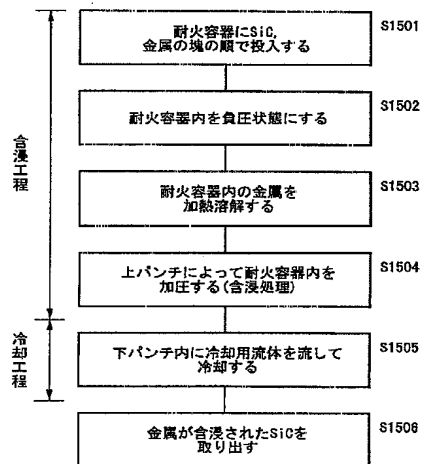 耐火容器にSiC,
金属の塊の順で投入する
S1501
耐火容器内を負圧状態にする
S1502
含浸工程
耐火容器内の金属を
加熱溶解する
S1503
上パンチによって耐火容器内を
加圧する(含浸処理)
S1504
冷却工程
下パンチ内に冷却用流体を流して
冷却する
S1505
金属が含浸されたSiCを
取り出す
S1506